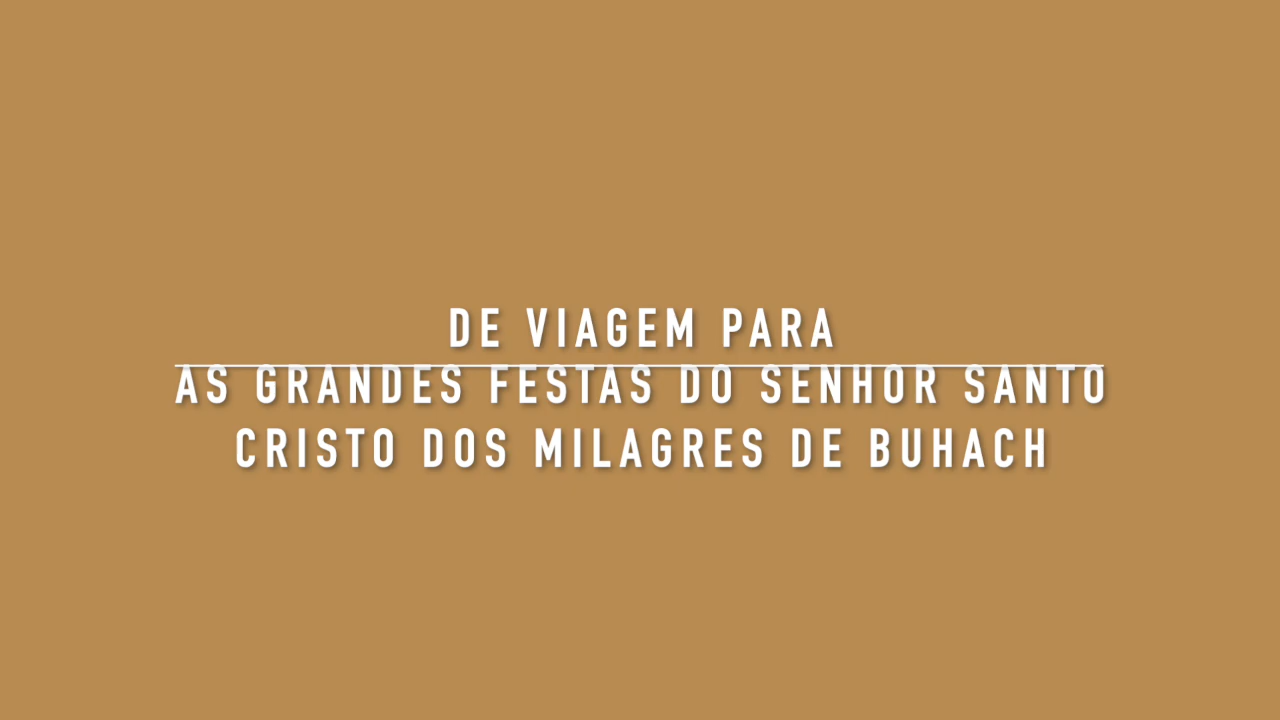 DE VIAGEM PARA
AS GRANDES FESTAS DO SENHOR SANTO
CRISTO DOS MILAGRES DE BUHACH